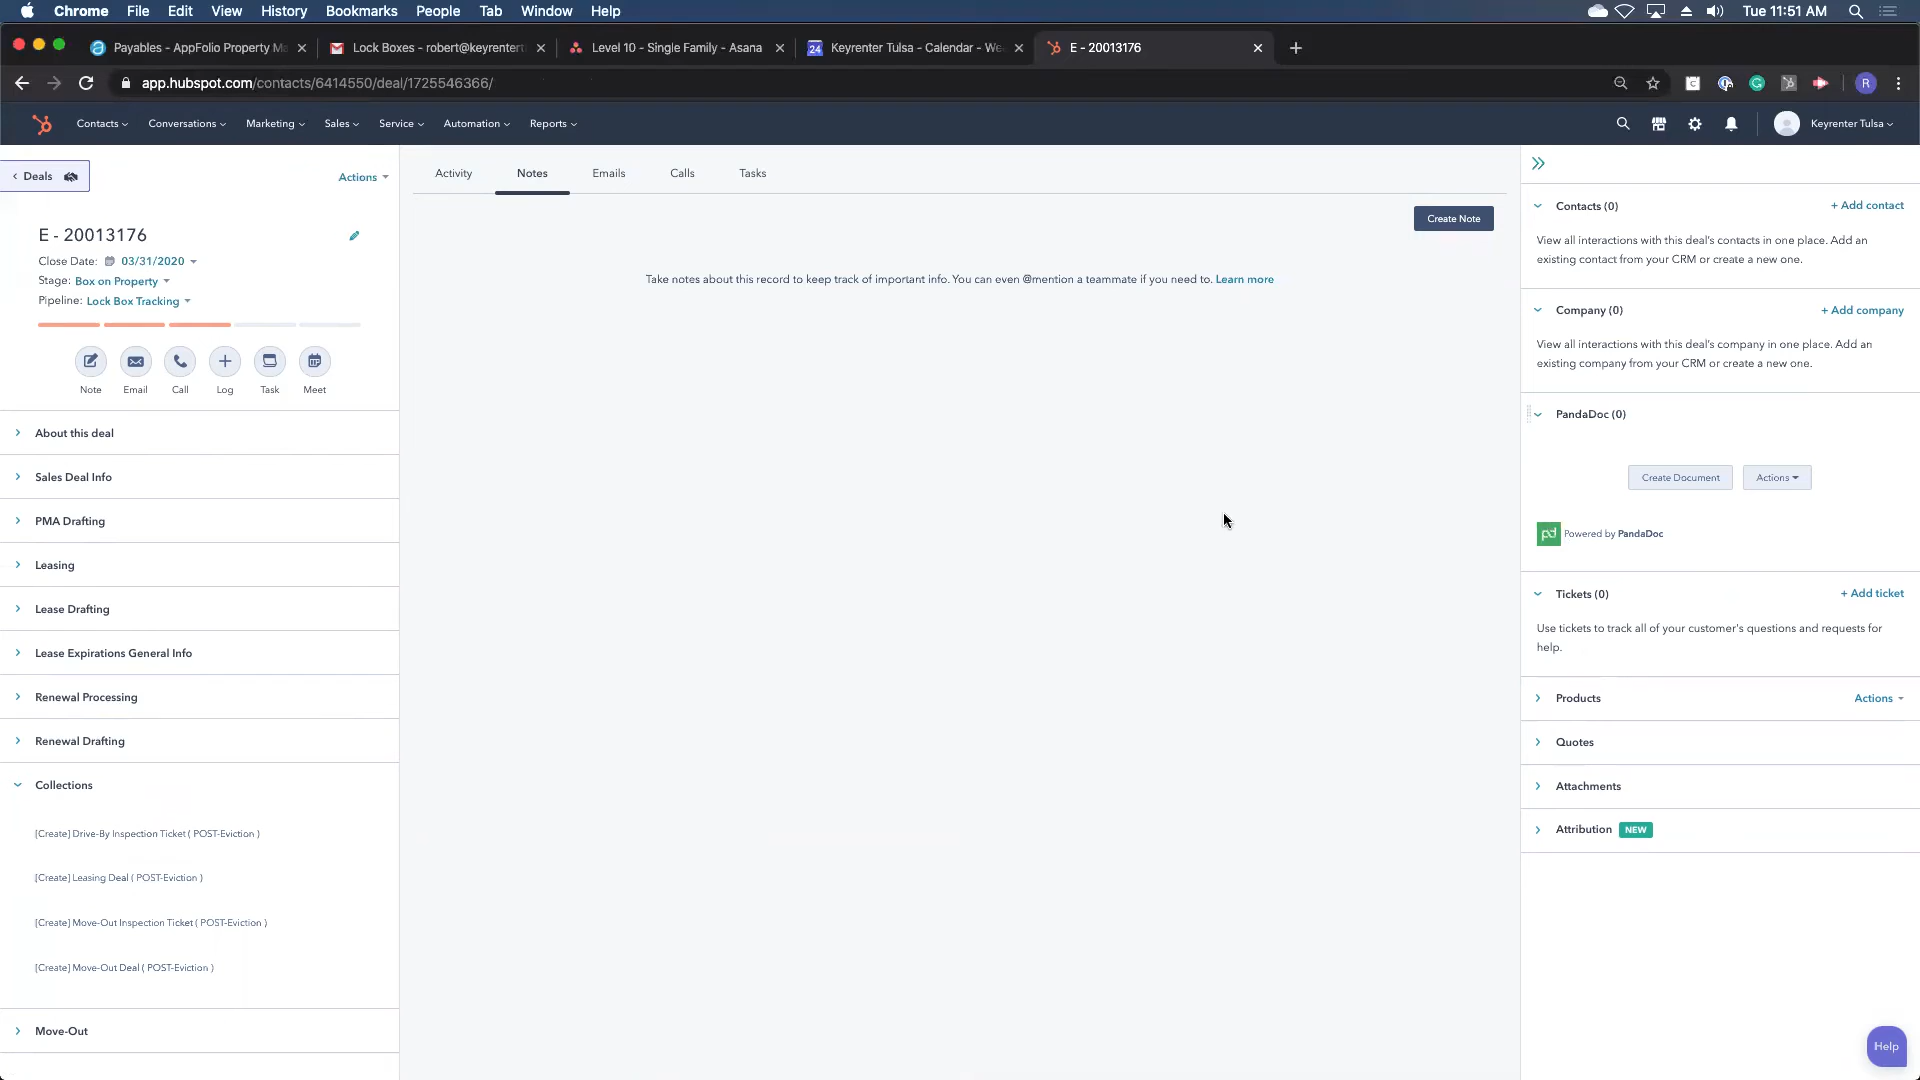 Chrome File Edit View History Bookmarks People Tab Window Help
Tue 11:51 AM
Payables - AppFolio Property Ma
Lock Boxes - robert@keyrentert
Level 10 - Single Family - Asana
Keyrenter Tulsa - Calendar - We
E - 20013176
app.hubspot.com/contacts/6414550/deal/1725546366/
R
Contacts Conversations Marketing Sales Service Automation Reports
Keyrenter Tulsa
Deals
Actions
E - 20013176
Close Date: 03/31/2020
Stage: Box on Property
Pipeline: Lock Box Tracking
Note Email Call Log Task Meet
About this deal
Sales Deal Info
PMA Drafting
Leasing
Lease Drafting
Lease Expirations General Info
Renewal Processing
Renewal Drafting
Collections
[Create] Drive-By Inspection Ticket ( POST-Eviction )
[Create] Leasing Deal ( POST-Eviction )
[Create] Move-Out Inspection Ticket ( POST-Eviction )
[Create] Move-Out Deal ( POST-Eviction )
Move-Out
Activity Notes Emails Calls Tasks
Create Note
Take notes about this record to keep track of important info. You can even @mention a teammate if you need to. Learn more
Contacts (0)
+ Add contact
View all interactions with this deal's contacts in one place. Add an
existing contact from your CRM or create a new one.
Company (0)
+ Add company
View all interactions with this deal's company in one place. Add an
existing company from your CRM or create a new one.
PandaDoc (0)
Create Document
Actions
pd Powered by PandaDoc
Tickets (0)
+ Add ticket
Use tickets to track all of your customer's questions and requests for
help.
Products
Actions
Quotes
Attachments
Attribution NEW
Help